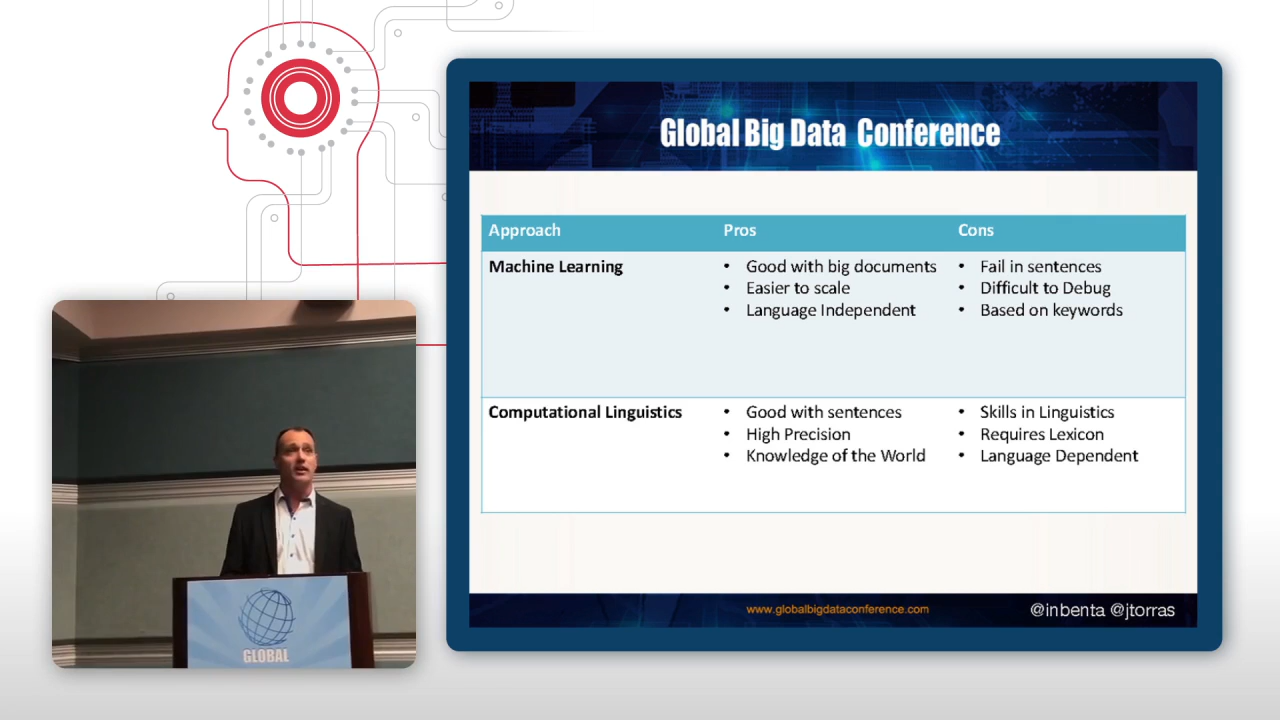 Global Big Data Conference
Approach Pros Cons
Machine Learning
• Good with big documents
• Easier to scale
• Language Independent
• Fail in sentences
• Difficult to Debug
• Based on keywords
Computational Linguistics
• Good with sentences
• High Precision
• Knowledge of the World
• Skills in Linguistics
• Requires Lexicon
• Language Dependent
www.globalbigdataconference.com
@inbenta @jtorras
GLOBAL